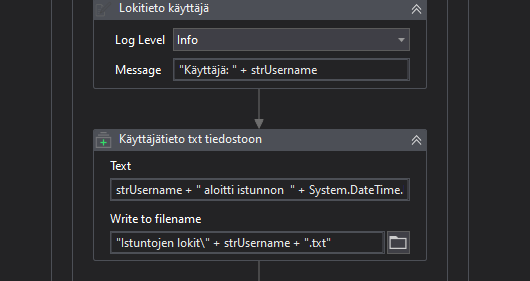 Lokitieto käyttäjä
Log Level Info
Message "Käyttäjä: " + strUsername
Käyttäjätieto txt tiedostoon
Text
strUsername + " aloitti istunnon  " + System.DateTime.
Write to filename
"Istuntojen lokit\" + strUsername + ".txt"